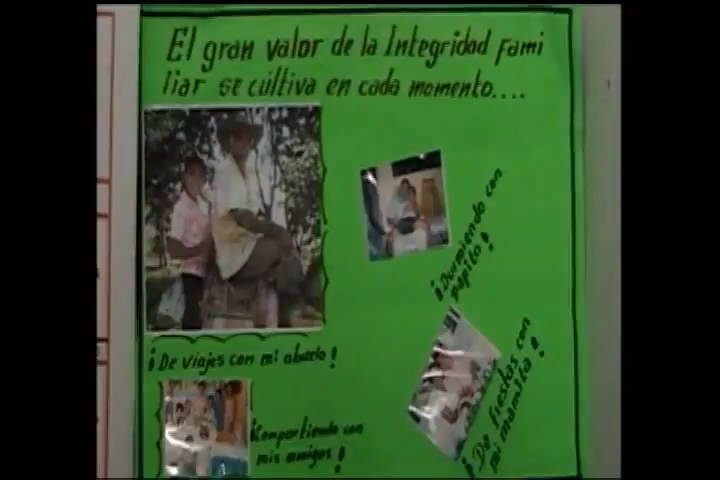 El gran valor de la Integridad fami
liar se cultiva en cada momento....
¡Durmiendo con
papito!
¡De viajes con mi abuelo!
¡De fiestas con
mi mamita!
¡Compartiendo con
mis amigos!